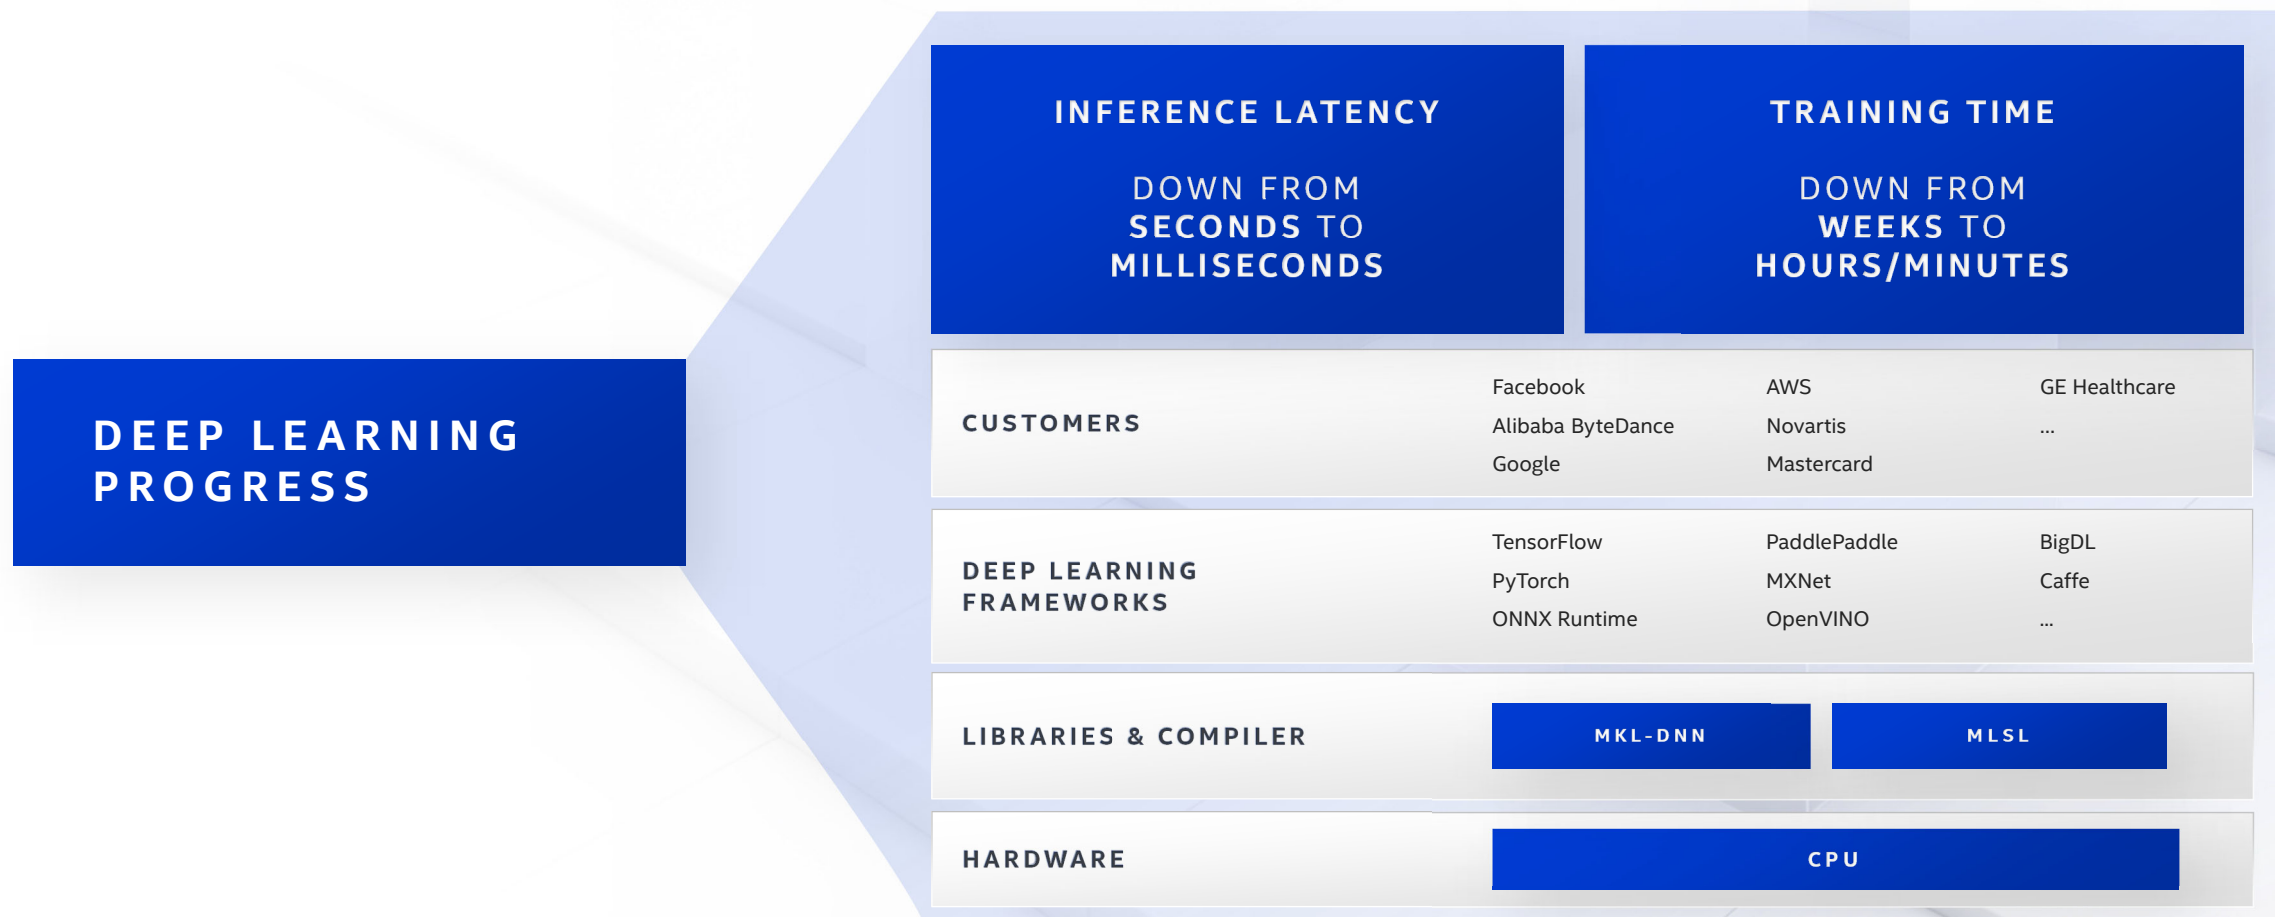 DEEP LEARNING
PROGRESS
INFERENCE LATENCY
DOWN FROM
SECONDS TO
MILLISECONDS
TRAINING TIME
DOWN FROM
WEEKS TO
HOURS/MINUTES
CUSTOMERS
Facebook
Alibaba ByteDance
Google
AWS
Novartis
Mastercard
GE Healthcare
...
DEEP LEARNING
FRAMEWORKS
TensorFlow
PyTorch
ONNX Runtime
PaddlePaddle
MXNet
OpenVINO
BigDL
Caffe
...
LIBRARIES & COMPILER
MKL-DNN
MLSL
HARDWARE
CPU